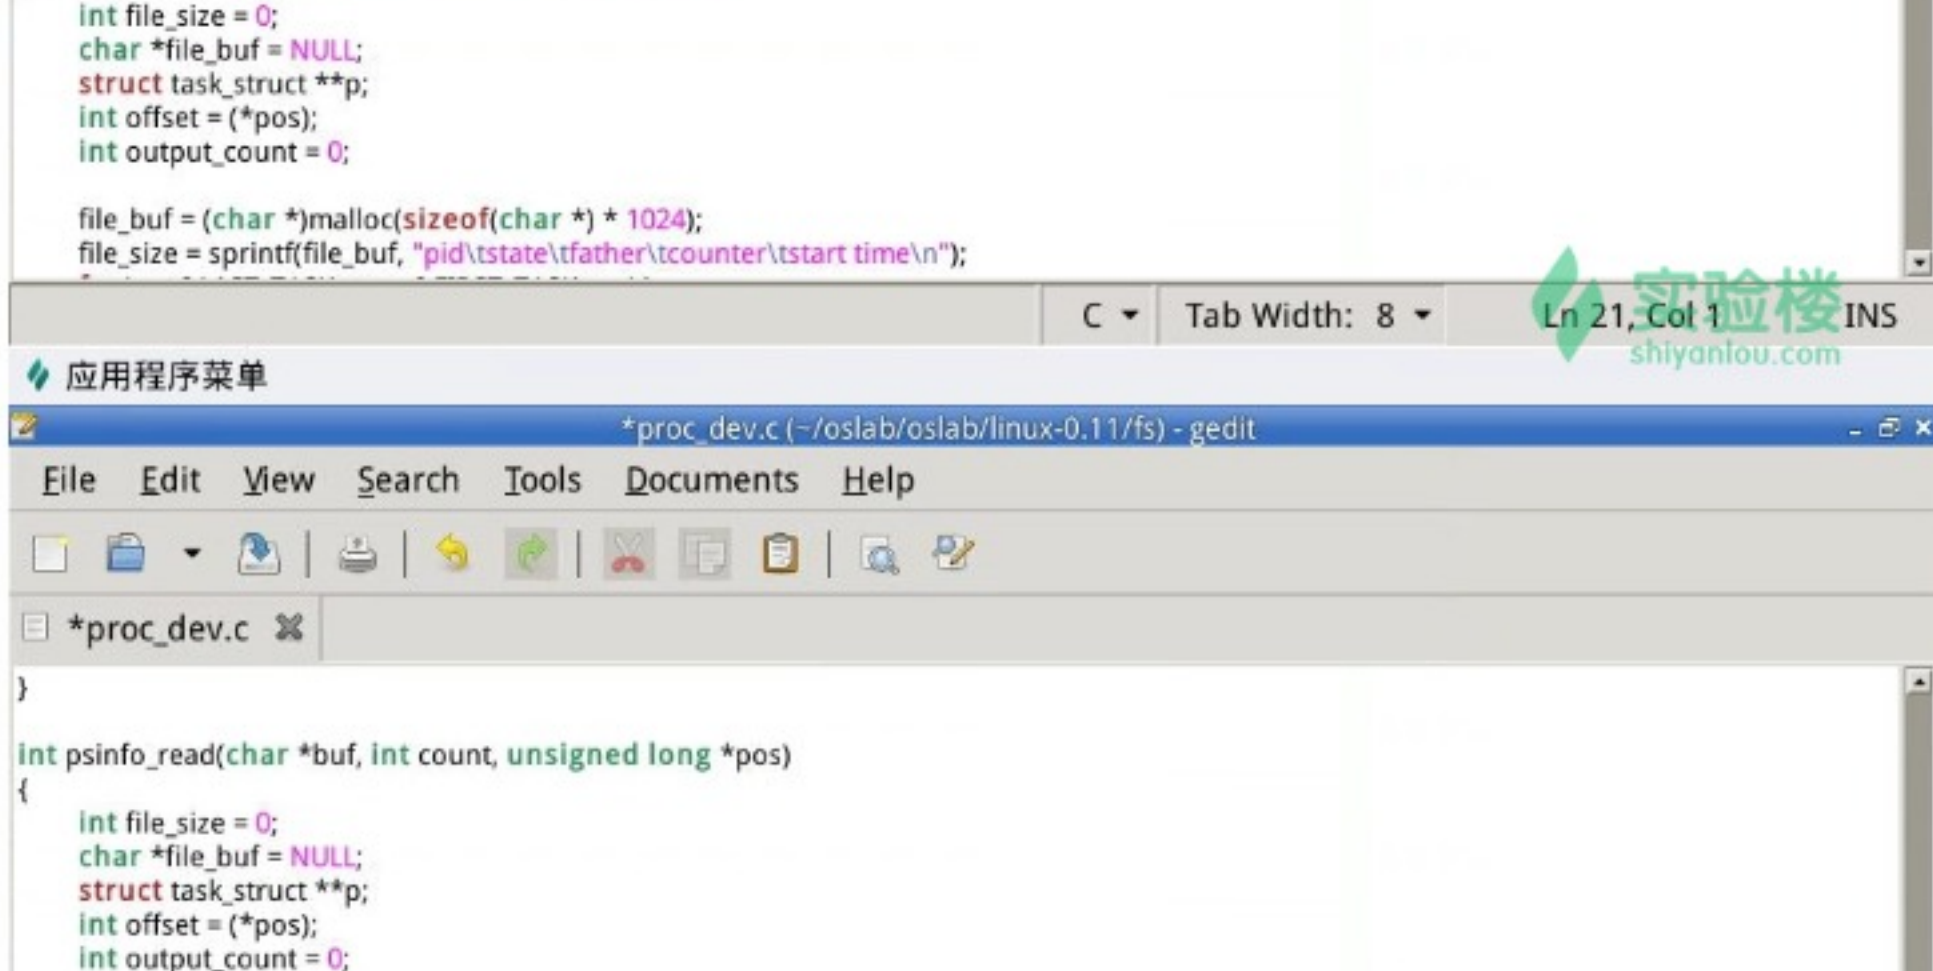 int file_size = 0;
char *file_buf = NULL;
struct task_struct **p;
int offset = (*pos);
int output_count = 0;
file_buf = (char *)malloc(sizeof(char *) * 1024);
file_size = sprintf(file_buf, "pid\tstate\tfather\tcounter\tstart time\n");
C Tab Width: 8 Ln 21, Col 1 INS
实验楼
shiyanlou.com
应用程序菜单
*proc_dev.c (~/oslab/oslab/linux-0.11/fs) - gedit
File Edit View Search Tools Documents Help
*proc_dev.c
}
int psinfo_read(char *buf, int count, unsigned long *pos)
{
int file_size = 0;
char *file_buf = NULL;
struct task_struct **p;
int offset = (*pos);
int output_count = 0;